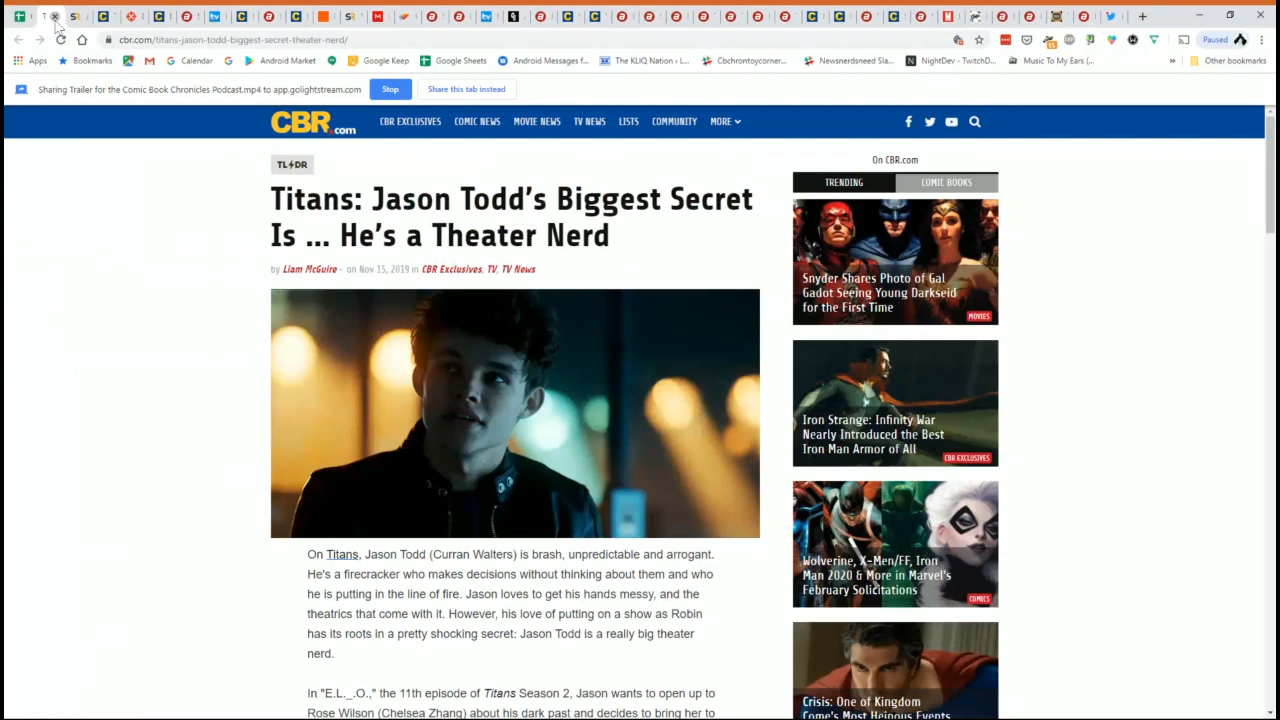 cbr.com/titans-jason-todd-biggest-secret-theater-nerd/
Paused
Apps
Bookmarks
Gmail
Calendar
Android Market
Google Keep
Google Sheets
Android Messages f...
The KLIQ Nation › L...
Cbchrontoycorner...
Newsnerdsneed Sla...
NightDev - TwitchD...
Music To My Ears (...
»
Other bookmarks
Sharing Trailer for the Comic Book Chronicles Podcast.mp4 to app.golightstream.com
Stop
Share this tab instead
CBR.com
CBR EXCLUSIVES
COMIC NEWS
MOVIE NEWS
TV NEWS
LISTS
COMMUNITY
MORE
TL DR
Titans: Jason Todd's Biggest Secret
Is ... He's a Theater Nerd
by Liam McGuire – on Nov 15, 2019 in CBR Exclusives, TV, TV News
On Titans, Jason Todd (Curran Walters) is brash, unpredictable and arrogant.
He's a firecracker who makes decisions without thinking about them and who
he is putting in the line of fire. Jason loves to get his hands messy, and the
theatrics that come with it. However, his love of putting on a show as Robin
has its roots in a pretty shocking secret: Jason Todd is a really big theater
nerd.
In "E.L._.O.," the 11th episode of Titans Season 2, Jason wants to open up to
Rose Wilson (Chelsea Zhang) about his dark past and decides to bring her to
On CBR.com
TRENDING
COMIC BOOKS
Snyder Shares Photo of Gal
Gadot Seeing Young Darkseid
for the First Time
MOVIES
Iron Strange: Infinity War
Nearly Introduced the Best
Iron Man Armor of All
CBR EXCLUSIVES
Wolverine, X-Men/FF, Iron
Man 2020 & More in Marvel's
February Solicitations
COMICS
Crisis: One of Kingdom
Come's Most Heinous Events